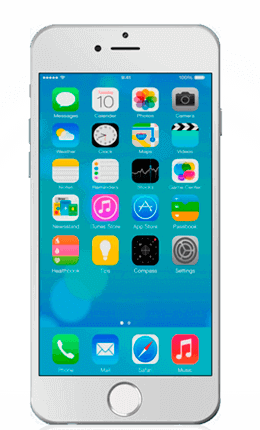 9:41 100%
Messages Calendar Photos Camera
10
Weather Clock Maps Videos
Notes Reminders Stocks Game Center
Newsstand iTunes Store App Store Passbook
Tips Compass Settings
Phone Mail Safari Music